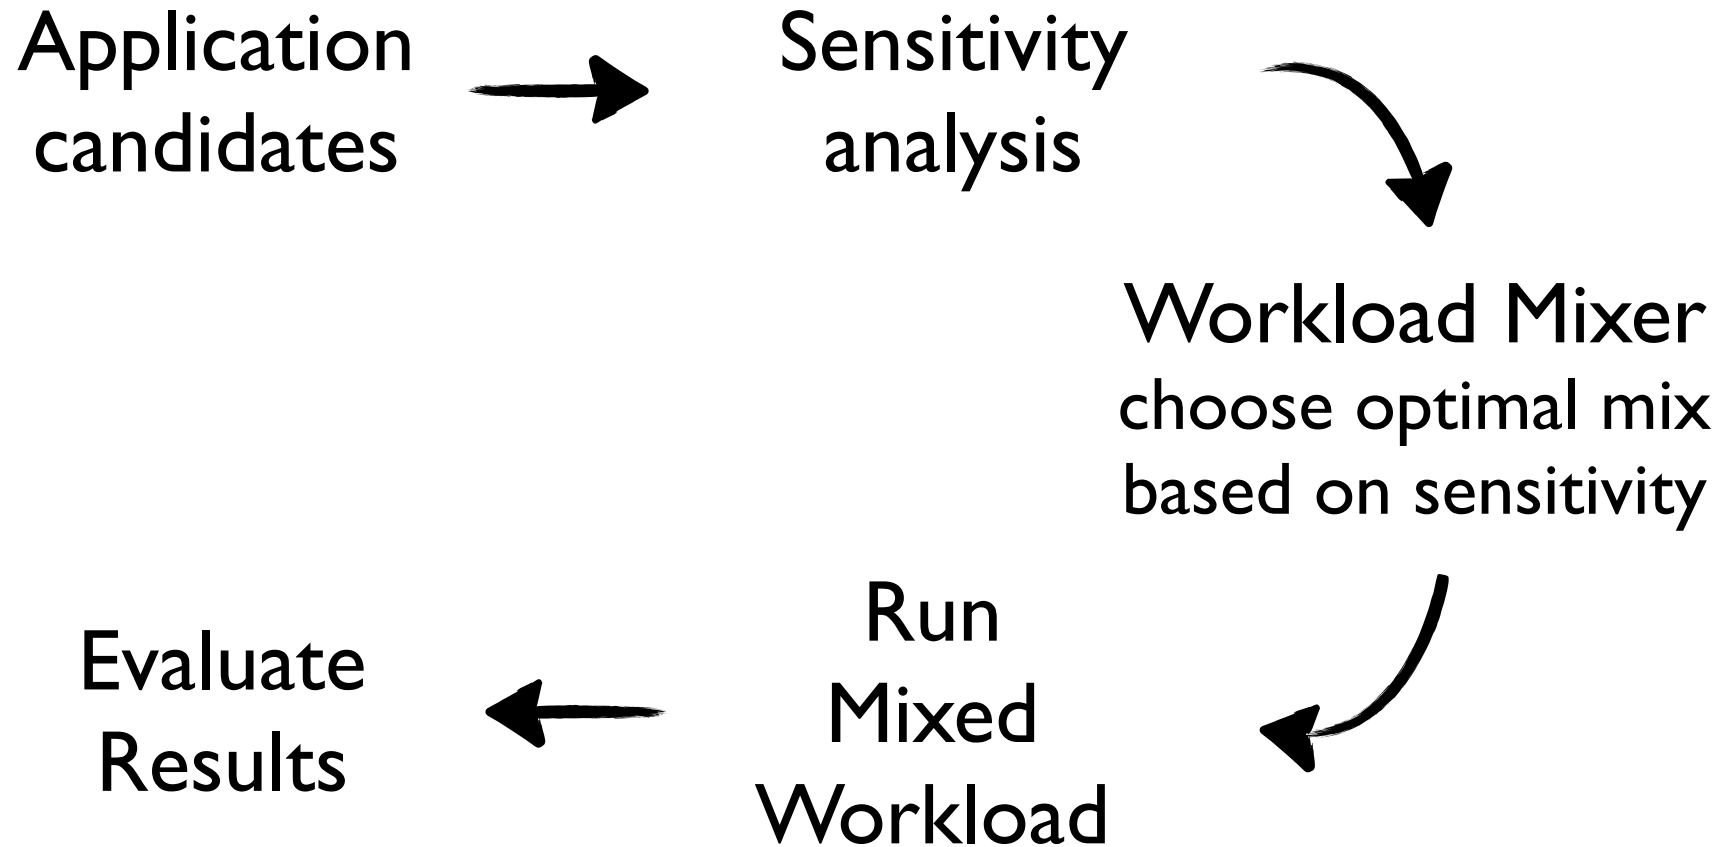 Application
candidates
Sensitivity
analysis
Workload Mixer
choose optimal mix
based on sensitivity
Run
Mixed
Workload
Evaluate
Results